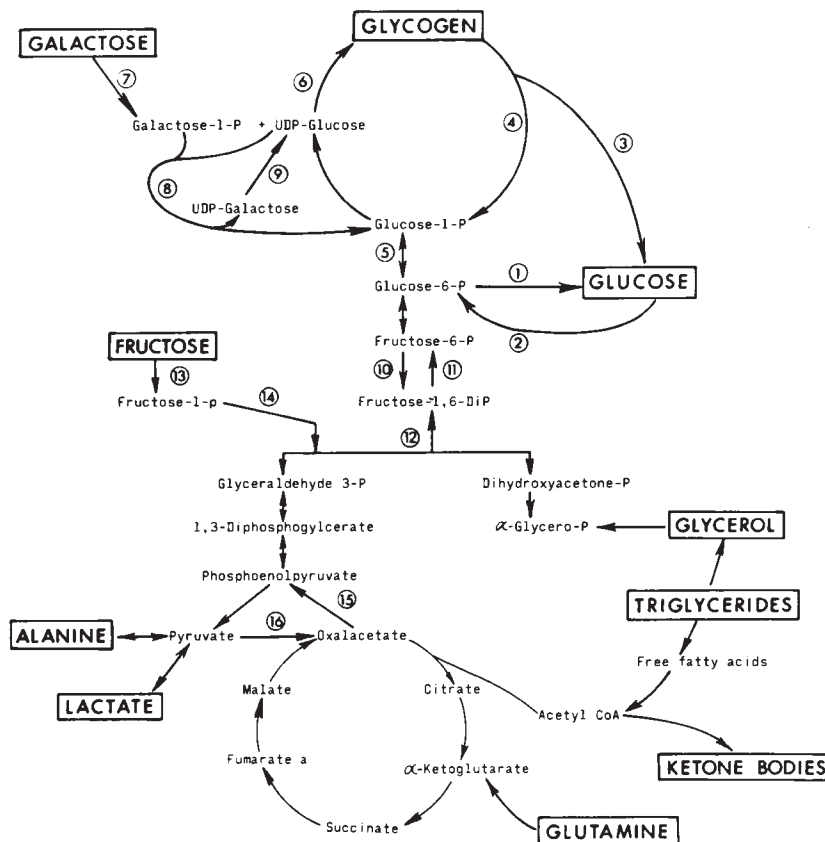 GLYCOGEN
GALACTOSE
⑦
⑥
Galactose-1-P + UDP-Glucose
④
③
⑧
⑨
UDP-Galactose
Glucose-1-P
⑤
①
Glucose-6-P
GLUCOSE
②
Fructose-6-P
FRUCTOSE
⑬
⑩
⑪
Fructose-1-p
⑭
Fructose-1,6-DiP
⑫
Glyceraldehyde 3-P
Dihydroxyacetone-P
1,3-Diphosphogylcerate
α-Glycero-P
GLYCEROL
Phosphoenolpyruvate
⑮
TRIGLYCERIDES
ALANINE
Pyruvate
⑯
Oxalacetate
Free fatty acids
LACTATE
Malate
Citrate
Acetyl CoA
Fumarate a
α-Ketoglutarate
KETONE BODIES
Succinate
GLUTAMINE